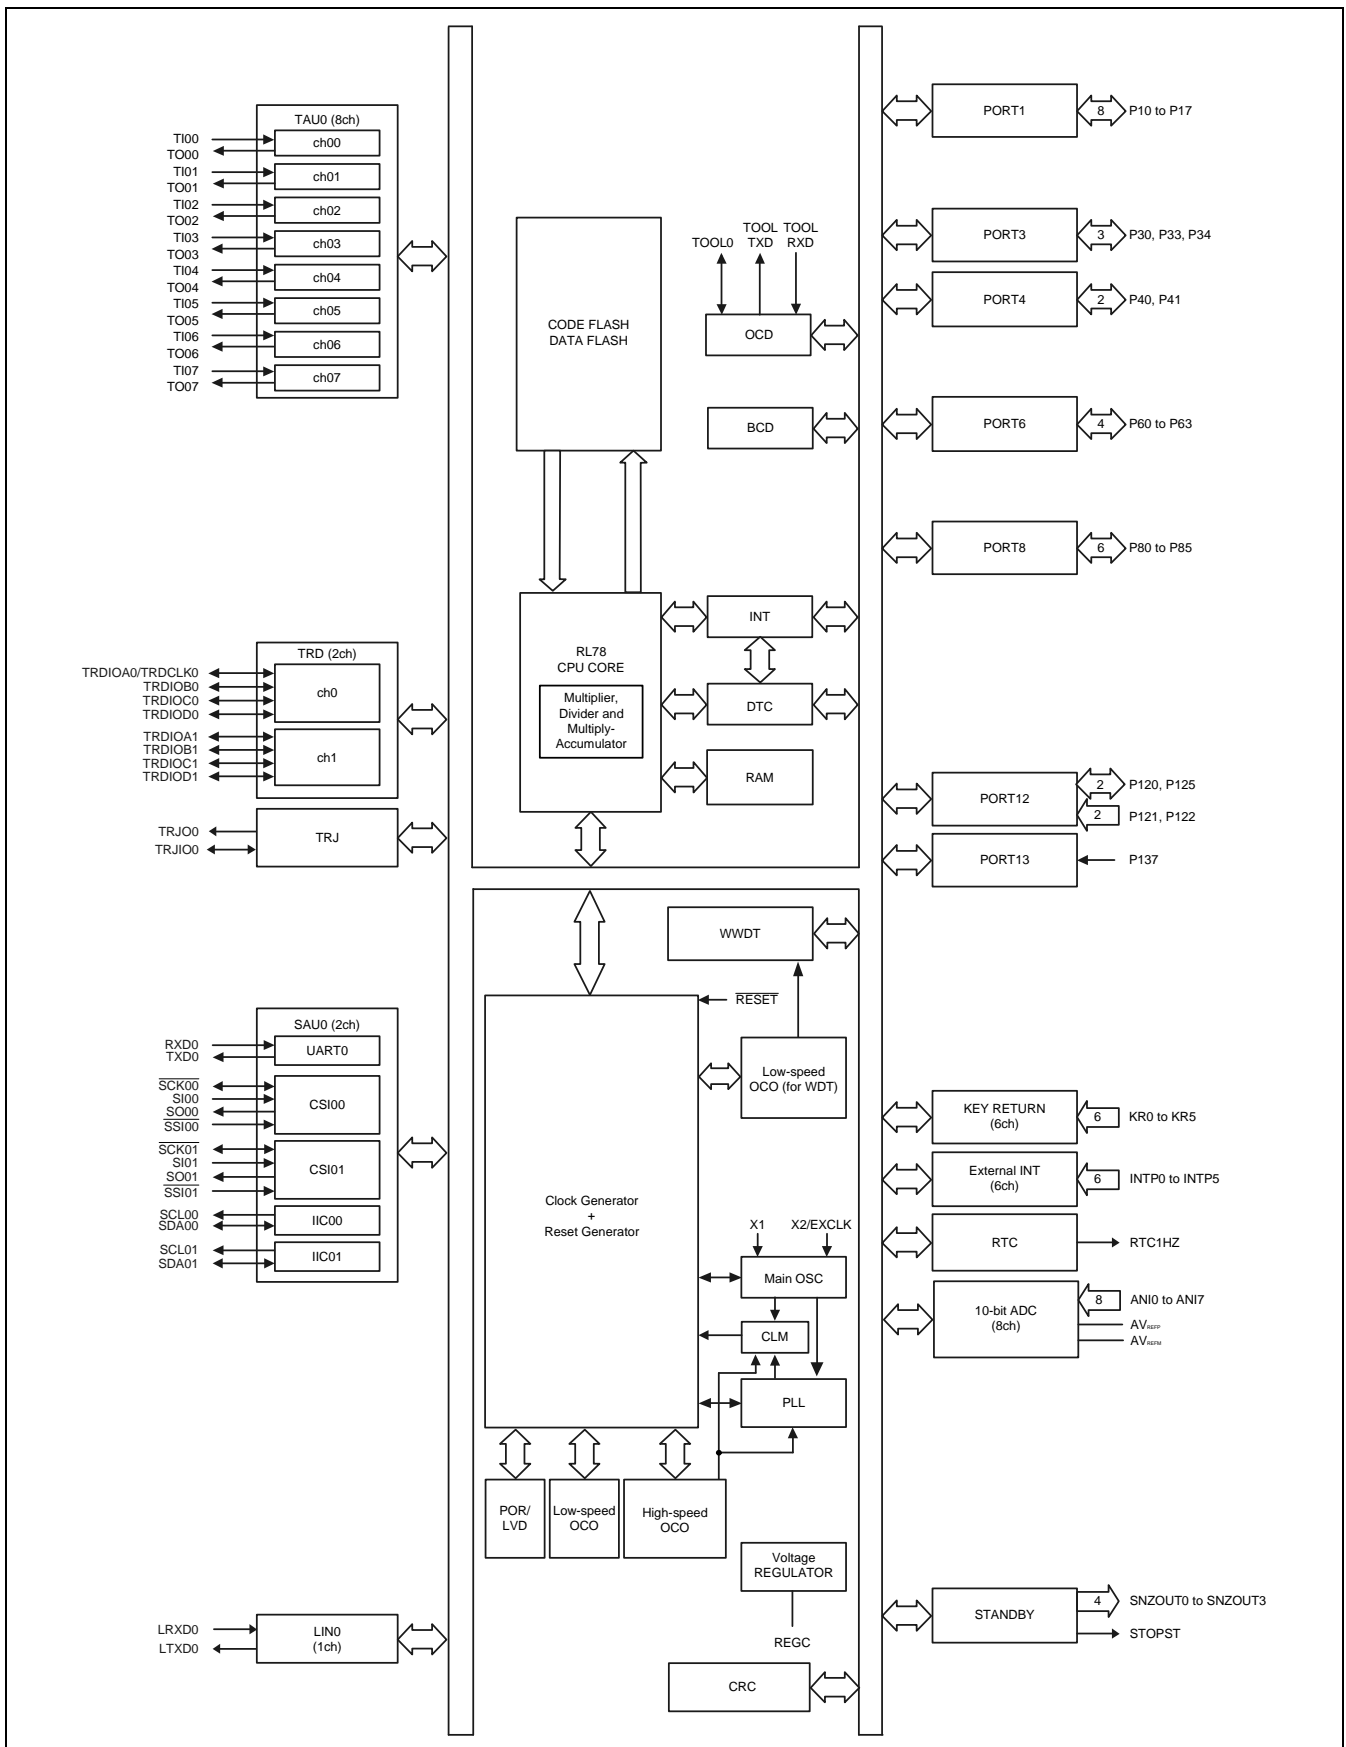 TAU0 (8ch)
TI00
TO00
ch00
TI01
TO01
ch01
TI02
TO02
ch02
TI03
TO03
ch03
TI04
TO04
ch04
TI05
TO05
ch05
TI06
TO06
ch06
TI07
TO07
ch07
TRD (2ch)
TRDIOA0/TRDCLK0
TRDIOB0
TRDIOC0
TRDIOD0
ch0
TRDIOA1
TRDIOB1
TRDIOC1
TRDIOD1
ch1
TRJO0
TRJIO0
TRJ
SAU0 (2ch)
RXD0
TXD0
UART0
SCK00
SI00
SO00
SSI00
CSI00
SCK01
SI01
SO01
SSI01
CSI01
SCL00
SDA00
IIC00
SCL01
SDA01
IIC01
LRXD0
LTXD0
LIN0
(1ch)
CODE FLASH
DATA FLASH
TOOL0
TOOL
TXD
TOOL
RXD
OCD
BCD
RL78
CPU CORE
Multiplier,
Divider and
Multiply-
Accumulator
INT
DTC
RAM
WWDT
RESET
Low-speed
OCO (for WDT)
Clock Generator
+
Reset Generator
X1
X2/EXCLK
Main OSC
CLM
PLL
POR/
LVD
Low-speed
OCO
High-speed
OCO
Voltage
REGULATOR
REGC
CRC
PORT1
8
P10 to P17
PORT3
3
P30, P33, P34
PORT4
2
P40, P41
PORT6
4
P60 to P63
PORT8
6
P80 to P85
PORT12
2
P120, P125
2
P121, P122
PORT13
P137
KEY RETURN
(6ch)
6
KR0 to KR5
External INT
(6ch)
6
INTP0 to INTP5
RTC
RTC1HZ
10-bit ADC
(8ch)
8
ANI0 to ANI7
AVREFP
AVREFM
STANDBY
4
SNZOUT0 to SNZOUT3
STOPST